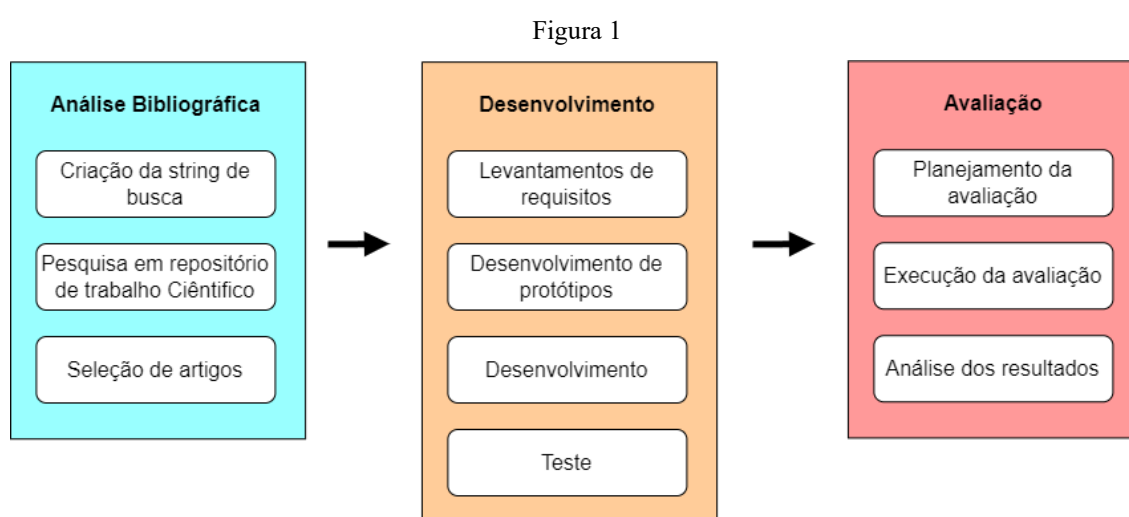 Figura 1
Análise Bibliográfica
Criação da string de
busca
Pesquisa em repositório
de trabalho Ciêntifico
Seleção de artigos
Desenvolvimento
Levantamentos de
requisitos
Desenvolvimento de
protótipos
Desenvolvimento
Teste
Avaliação
Planejamento da
avaliação
Execução da avaliação
Análise dos resultados